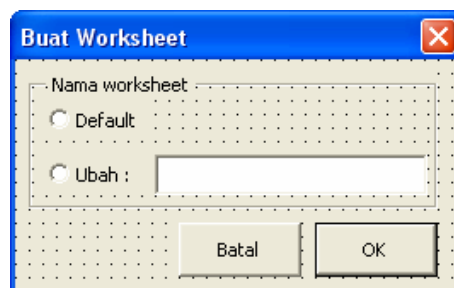 Buat Worksheet
Nama worksheet
Default
Ubah :
Batal OK